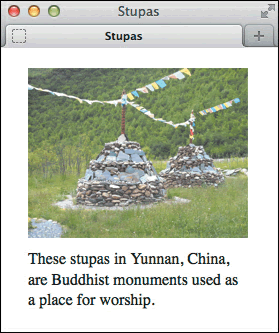 Stupas
Stupas
These stupas in Yunnan, China,
are Buddhist monuments used as
a place for worship.